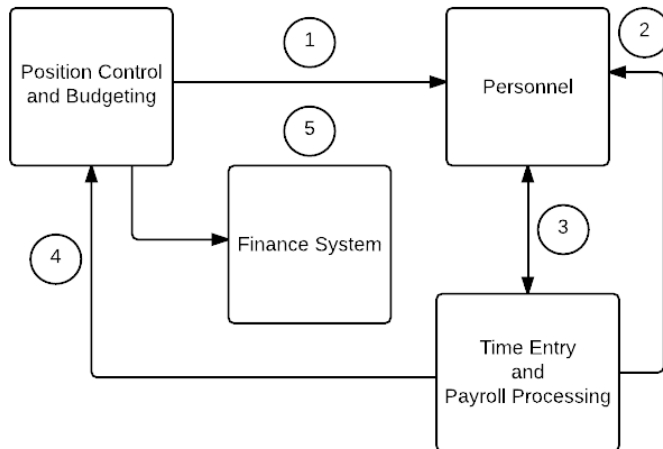 1
2
Position Control
and Budgeting
Personnel
5
4
Finance System
3
Time Entry
and
Payroll Processing